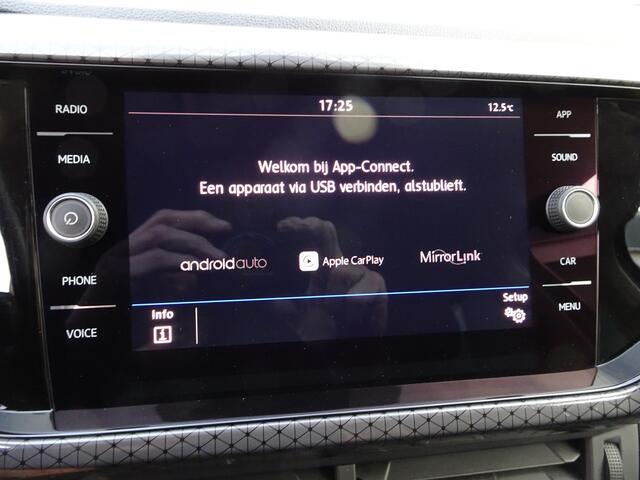 RADIO
MEDIA
PHONE
VOICE
17:25
12.5°C
Welkom bij App-Connect.
Een apparaat via USB verbinden, alstublieft.
androidauto
Apple CarPlay
MirrorLink
Info
i
Setup
APP
SOUND
CAR
MENU